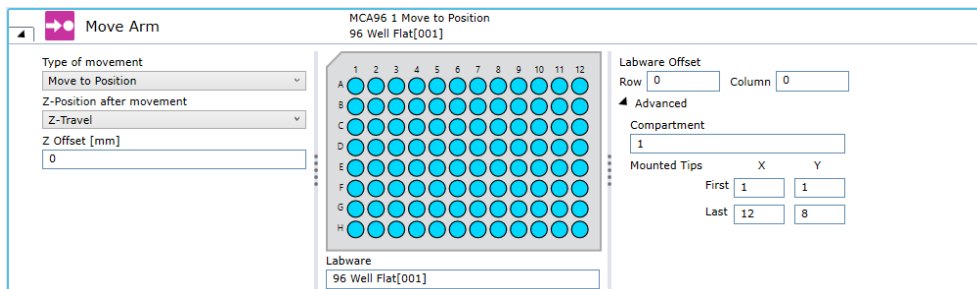 Move Arm
MCA96 1 Move to Position
96 Well Flat[001]
Type of movement
Move to Position
Z-Position after movement
Z-Travel
Z Offset [mm]
0
1 2 3 4 5 6 7 8 9 10 11 12
A
B
C
D
E
F
G
H
Labware
96 Well Flat[001]
Labware Offset
Row 0 Column 0
Advanced
Compartment
1
Mounted Tips X Y
First 1 1
Last 12 8